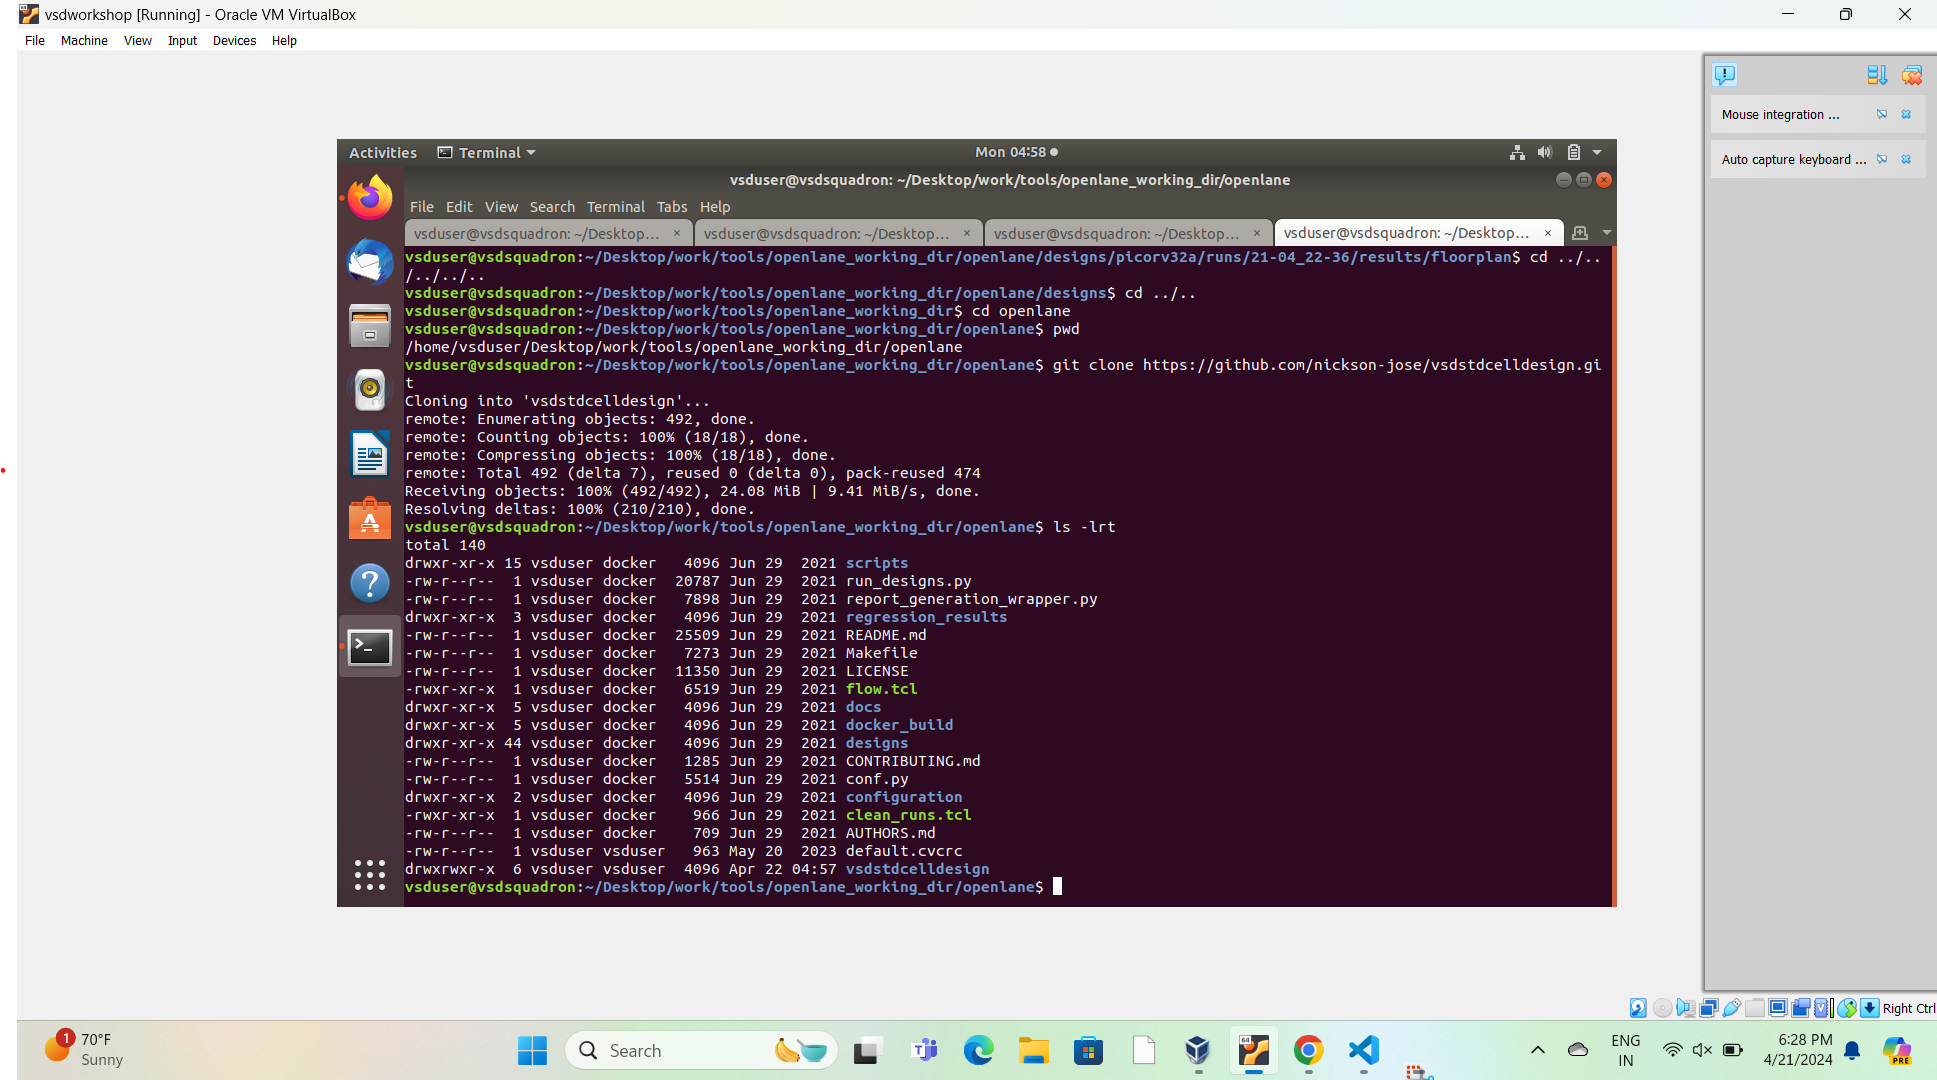 vsdworkshop [Running] - Oracle VM VirtualBox
File Machine View Input Devices Help
Mouse integration ...
Auto capture keyboard ...
Activities Terminal Mon 04:58
vsduser@vsdsquadron: ~/Desktop/work/tools/openlane_working_dir/openlane
File Edit View Search Terminal Tabs Help
vsduser@vsdsquadron: ~/Desktop... × vsduser@vsdsquadron: ~/Desktop... × vsduser@vsdsquadron: ~/Desktop... × vsduser@vsdsquadron: ~/Desktop... ×
vsduser@vsdsquadron:~/Desktop/work/tools/openlane_working_dir/openlane/designs/picorv32a/runs/21-04_22-36/results/floorplan$ cd ../..
/../../..
vsduser@vsdsquadron:~/Desktop/work/tools/openlane_working_dir/openlane/designs$ cd ../..
vsduser@vsdsquadron:~/Desktop/work/tools/openlane_working_dir$ cd openlane
vsduser@vsdsquadron:~/Desktop/work/tools/openlane_working_dir/openlane$ pwd
/home/vsduser/Desktop/work/tools/openlane_working_dir/openlane
vsduser@vsdsquadron:~/Desktop/work/tools/openlane_working_dir/openlane$ git clone https://github.com/nickson-jose/vsdstdcelldesign.gi
t
Cloning into 'vsdstdcelldesign'...
remote: Enumerating objects: 492, done.
remote: Counting objects: 100% (18/18), done.
remote: Compressing objects: 100% (18/18), done.
remote: Total 492 (delta 7), reused 0 (delta 0), pack-reused 474
Receiving objects: 100% (492/492), 24.08 MiB | 9.41 MiB/s, done.
Resolving deltas: 100% (210/210), done.
vsduser@vsdsquadron:~/Desktop/work/tools/openlane_working_dir/openlane$ ls -lrt
total 140
drwxr-xr-x 15 vsduser docker 4096 Jun 29 2021 scripts
-rw-r--r-- 1 vsduser docker 20787 Jun 29 2021 run_designs.py
-rw-r--r-- 1 vsduser docker 7898 Jun 29 2021 report_generation_wrapper.py
drwxr-xr-x 3 vsduser docker 4096 Jun 29 2021 regression_results
-rw-r--r-- 1 vsduser docker 25509 Jun 29 2021 README.md
-rw-r--r-- 1 vsduser docker 7273 Jun 29 2021 Makefile
-rw-r--r-- 1 vsduser docker 11350 Jun 29 2021 LICENSE
-rwxr-xr-x 1 vsduser docker 6519 Jun 29 2021 flow.tcl
drwxr-xr-x 5 vsduser docker 4096 Jun 29 2021 docs
drwxr-xr-x 5 vsduser docker 4096 Jun 29 2021 docker_build
drwxr-xr-x 44 vsduser docker 4096 Jun 29 2021 designs
-rw-r--r-- 1 vsduser docker 1285 Jun 29 2021 CONTRIBUTING.md
-rw-r--r-- 1 vsduser docker 5514 Jun 29 2021 conf.py
drwxr-xr-x 2 vsduser docker 4096 Jun 29 2021 configuration
-rwxr-xr-x 1 vsduser docker 966 Jun 29 2021 clean_runs.tcl
-rw-r--r-- 1 vsduser docker 709 Jun 29 2021 AUTHORS.md
-rw-r--r-- 1 vsduser vsduser 963 May 20 2023 default.cvcrc
drwxrwxr-x 6 vsduser vsduser 4096 Apr 22 04:57 vsdstdcelldesign
vsduser@vsdsquadron:~/Desktop/work/tools/openlane_working_dir/openlane$
Right Ctrl
1 70°F
Sunny
Search
ENG
IN
6:28 PM
4/21/2024
PRE